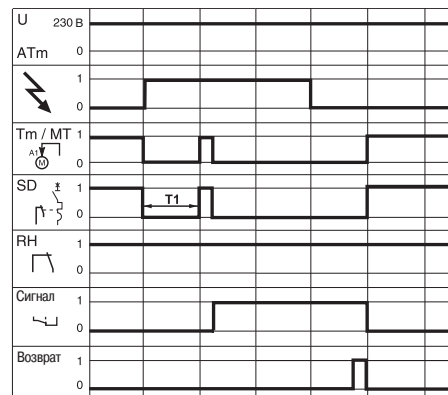 U 230 В
ATm 0
1
0
Tm / MT 1
A1
M 0
SD 1
T1
0
RH 1
0
Сигнал 1
0
Возврат 1
0